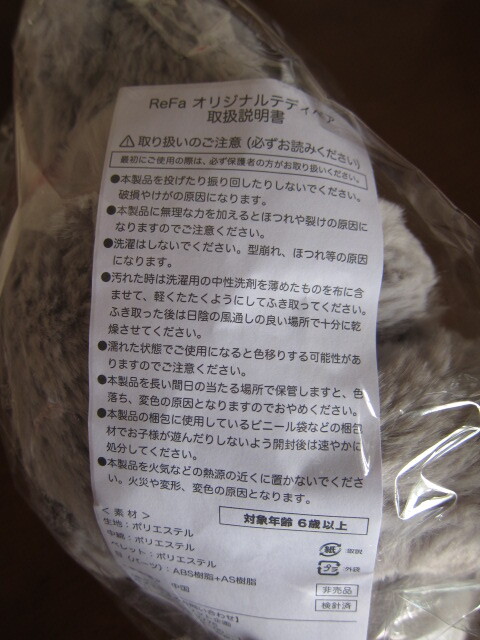 ReFa オリジナルテディベア
取扱説明書
⚠取り扱いのご注意(必ずお読みください)
最初にご使用の際は、必ず保護者の方がお取り扱いください。
●本製品を投げたり振り回したりしないでください。
破損やけがの原因になります。
●本製品に無理な力を加えるとほつれや裂けの原因に
なりますのでご注意ください。
●洗濯はしないでください。型崩れ、ほつれ等の原因
になります。
●汚れた時は洗濯用の中性洗剤を薄めたものを布に含
ませて、軽くたたくようにしてふき取ってください。
ふき取った後は日陰の風通しの良い場所で十分に乾
燥させてください。
●濡れた状態でご使用になると色移りする可能性があ
りますのでご注意ください。
●本製品を長い間日の当たる場所で保管しますと、色
落ち、変色の原因となりますのでおやめください。
●本製品の梱包に使用しているビニール袋などの梱包
材でお子様が遊んだりしないよう開封後は速やかに
処分してください。
●本製品を火気などの熱源の近くに置かないでくださ
い。火災や変形、変色の原因となります。
<素材>
対象年齢 6歳以上
生地:ポリエステル
中綿:ポリエステル
ペレット:ポリエステル
(パーツ):ABS樹脂+AS樹脂
中国
紙
プラ
外袋
非売品
検針済